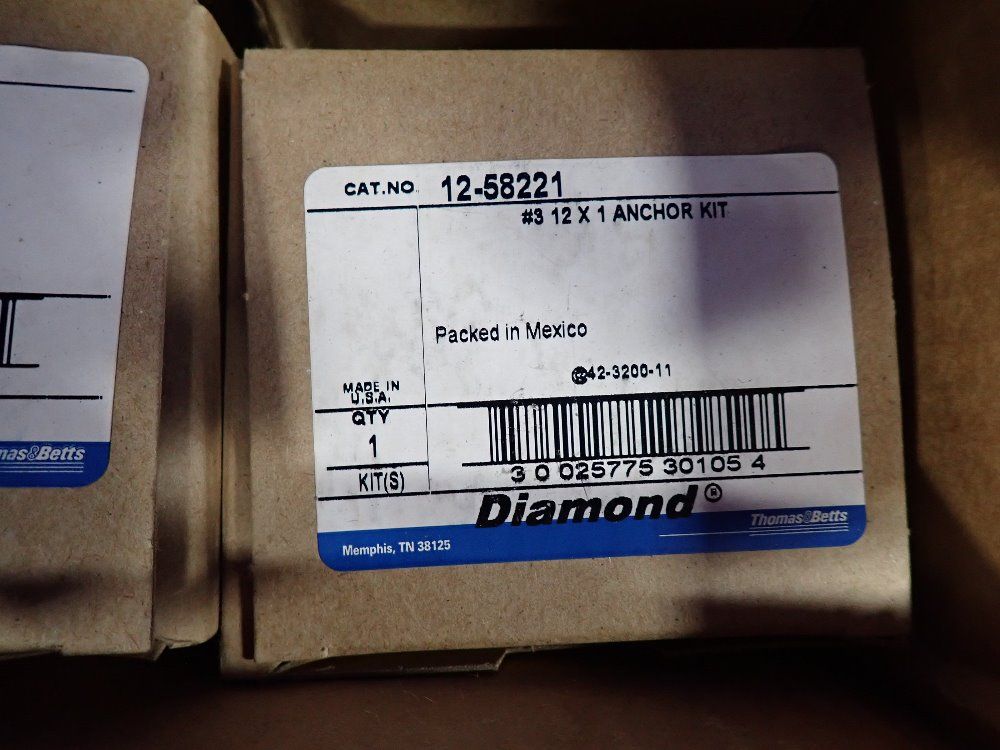 CAT.NO. 12-58221
#3 12 X 1 ANCHOR KIT
Packed in Mexico
42-3200-11
MADE IN
U.S.A.
QTY
1
KIT(S)
3 0 025775 30105 4
Diamond®
Thomas&Betts
Memphis, TN 38125
mas&Betts